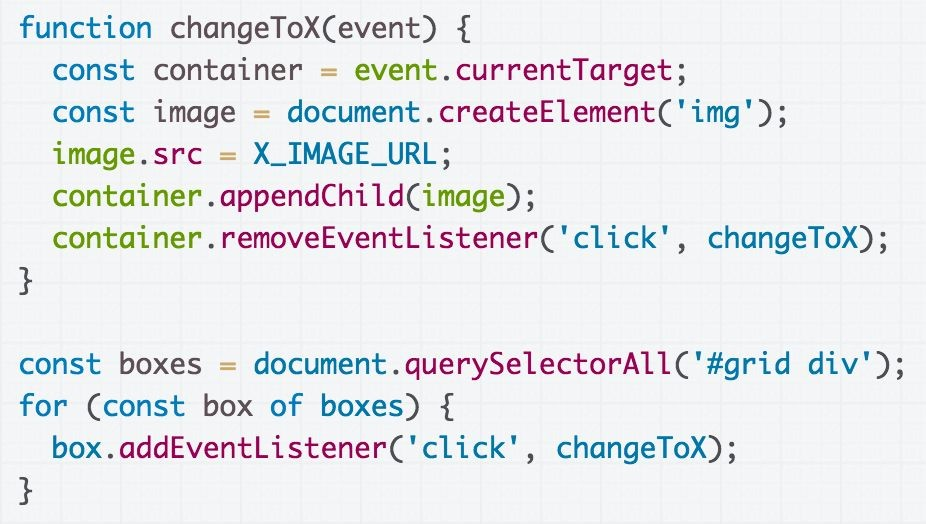 function changeToX(event) {
  const container = event.currentTarget;
  const image = document.createElement('img');
  image.src = X_IMAGE_URL;
  container.appendChild(image);
  container.removeEventListener('click', changeToX);
}

const boxes = document.querySelectorAll('#grid div');
for (const box of boxes) {
  box.addEventListener('click', changeToX);
}